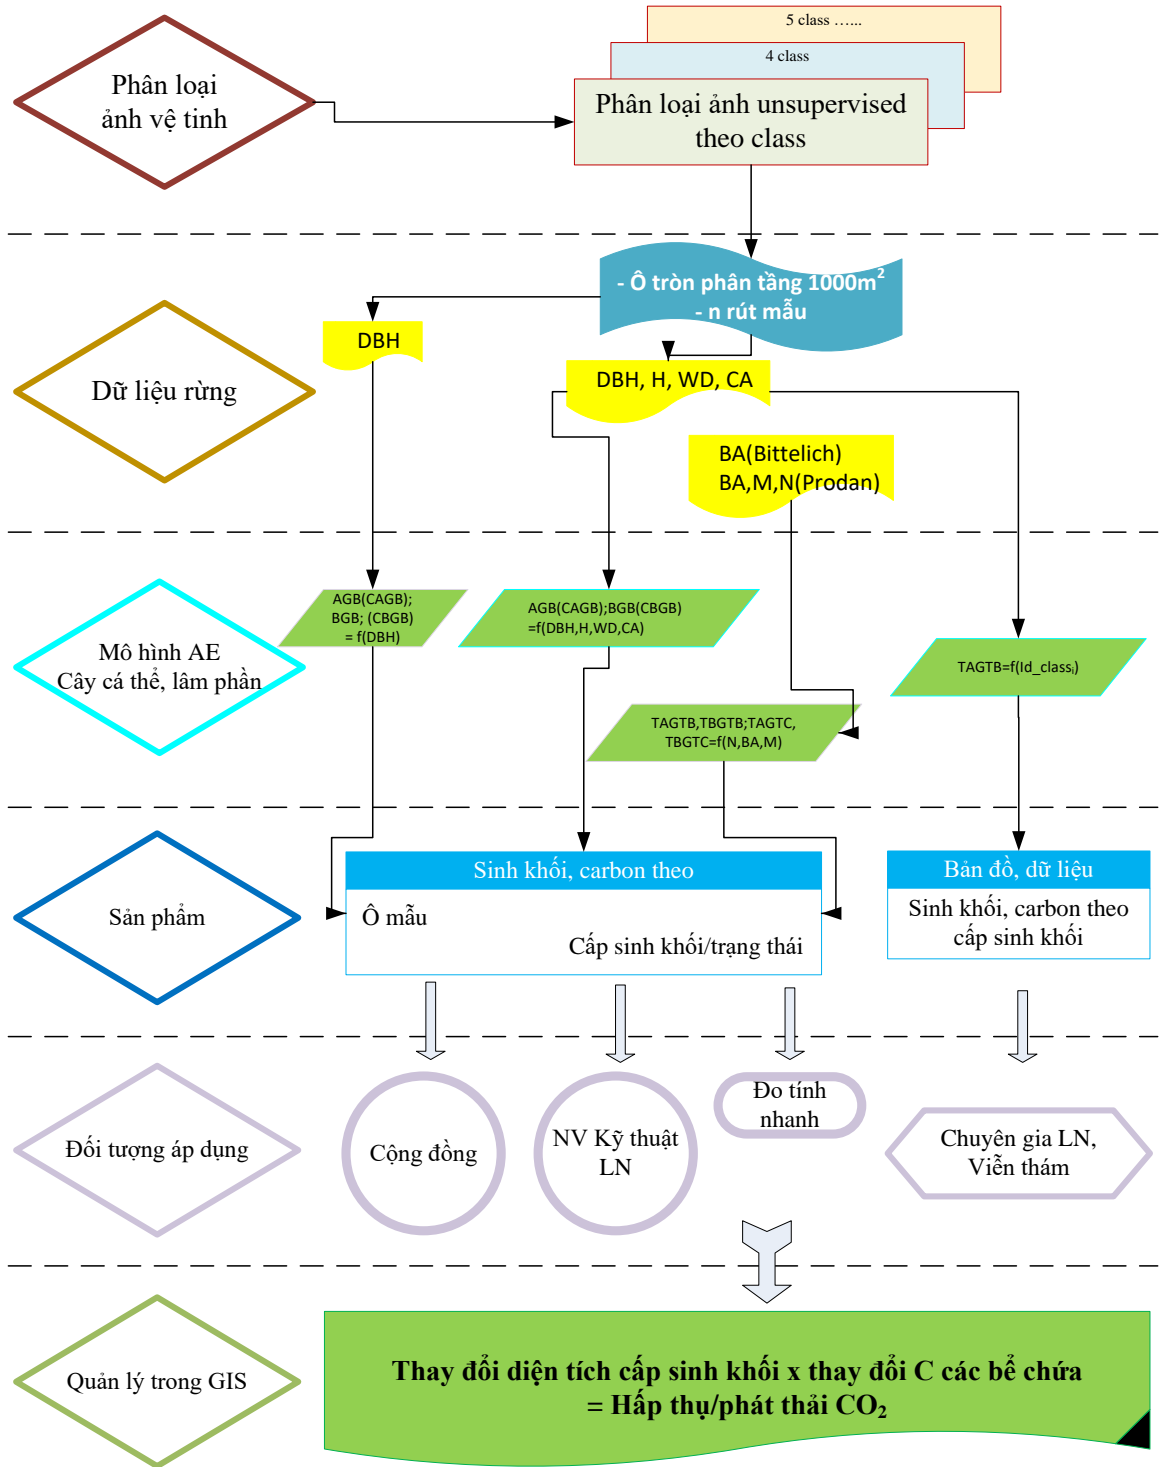 5 class …...
4 class
Phân loại
ảnh vệ tinh
Phân loại ảnh unsupervised
theo class
- Ô tròn phân tầng 1000m²
- n rút mẫu
DBH
DBH, H, WD, CA
Dữ liệu rừng
BA(Bittelich)
BA,M,N(Prodan)
AGB(CAGB);
BGB; (CBGB)
= f(DBH)
AGB(CAGB);BGB(CBGB)
=f(DBH,H,WD,CA)
Mô hình AE
Cây cá thể, lâm phần
TAGTB=f(Id_classᵢ)
TAGTB,TBGTB;TAGTC,
TBGTC=f(N,BA,M)
Sinh khối, carbon theo
Bản đồ, dữ liệu
Sản phẩm
Ô mẫu
Cấp sinh khối/trạng thái
Sinh khối, carbon theo
cấp sinh khối
Đối tượng áp dụng
Cộng đồng
NV Kỹ thuật
LN
Đo tính
nhanh
Chuyên gia LN,
Viễn thám
Quản lý trong GIS
Thay đổi diện tích cấp sinh khối x thay đổi C các bể chứa
= Hấp thụ/phát thải CO₂